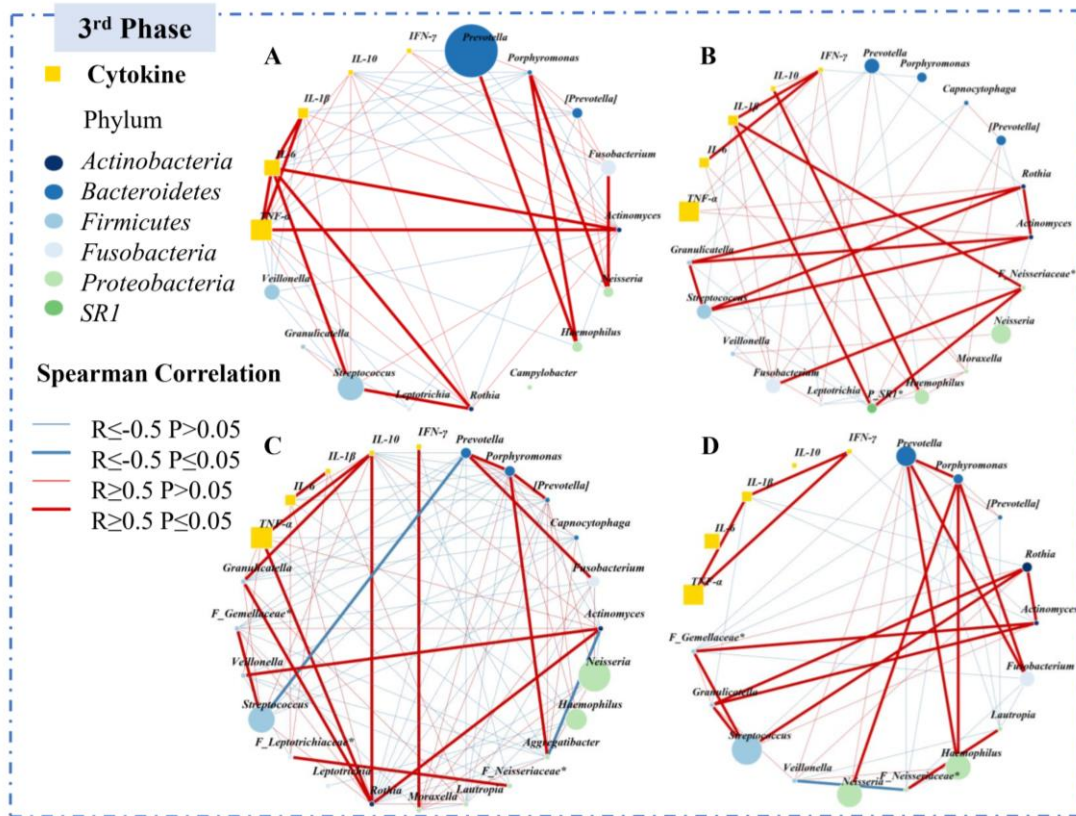 3rd Phase
Cytokine
Phylum
Actinobacteria
Bacteroidetes
Firmicutes
Fusobacteria
Proteobacteria
SR1
Spearman Correlation
R≤-0.5 P>0.05
R≤-0.5 P≤0.05
R≥0.5 P>0.05
R≥0.5 P≤0.05
A
IFN-γ
Prevotella
Porphyromonas
IL-10
[Prevotella]
IL-1β
Fusobacterium
IL-6
Actinomyces
TNF-α
Veillonella
Neisseria
Granulicatella
Haemophilus
Streptococcus
Campylobacter
Leptotrichia
Rothia
B
IFN-γ
Prevotella
Porphyromonas
IL-10
Capnocytophaga
IL-1β
[Prevotella]
IL-6
Rothia
TNF-α
Actinomyces
Granulicatella
F_Neisseriaceae*
Streptococcus
Neisseria
Veillonella
Moraxella
Fusobacterium
Haemophilus
Leptotrichia
P_SR1*
C
IFN-γ
IL-10
Prevotella
IL-1β
Porphyromonas
IL-6
[Prevotella]
TNF-α
Capnocytophaga
Granulicatella
Fusobacterium
F_Gemellaceae*
Actinomyces
Veillonella
Neisseria
Streptococcus
Haemophilus
F_Leptotrichiaceae*
Aggregatibacter
Leptotrichia
F_Neisseriaceae*
Rothia
Moraxella
Lautropia
D
IFN-γ
IL-10
Prevotella
IL-1β
Porphyromonas
IL-6
[Prevotella]
TNF-α
Rothia
Actinomyces
F_Gemellaceae*
Fusobacterium
Granulicatella
Lautropia
Streptococcus
Haemophilus
Veillonella
F_Neisseriaceae*
Neisseria